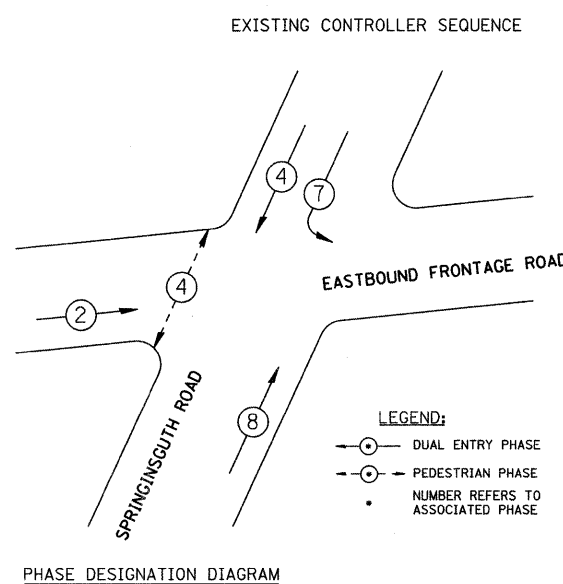 EXISTING CONTROLLER SEQUENCE
4
7
4
EASTBOUND FRONTAGE ROAD
2
8
SPRINGINSGUTH ROAD
LEGEND:
* DUAL ENTRY PHASE
* PEDESTRIAN PHASE
* NUMBER REFERS TO
ASSOCIATED PHASE
PHASE DESIGNATION DIAGRAM